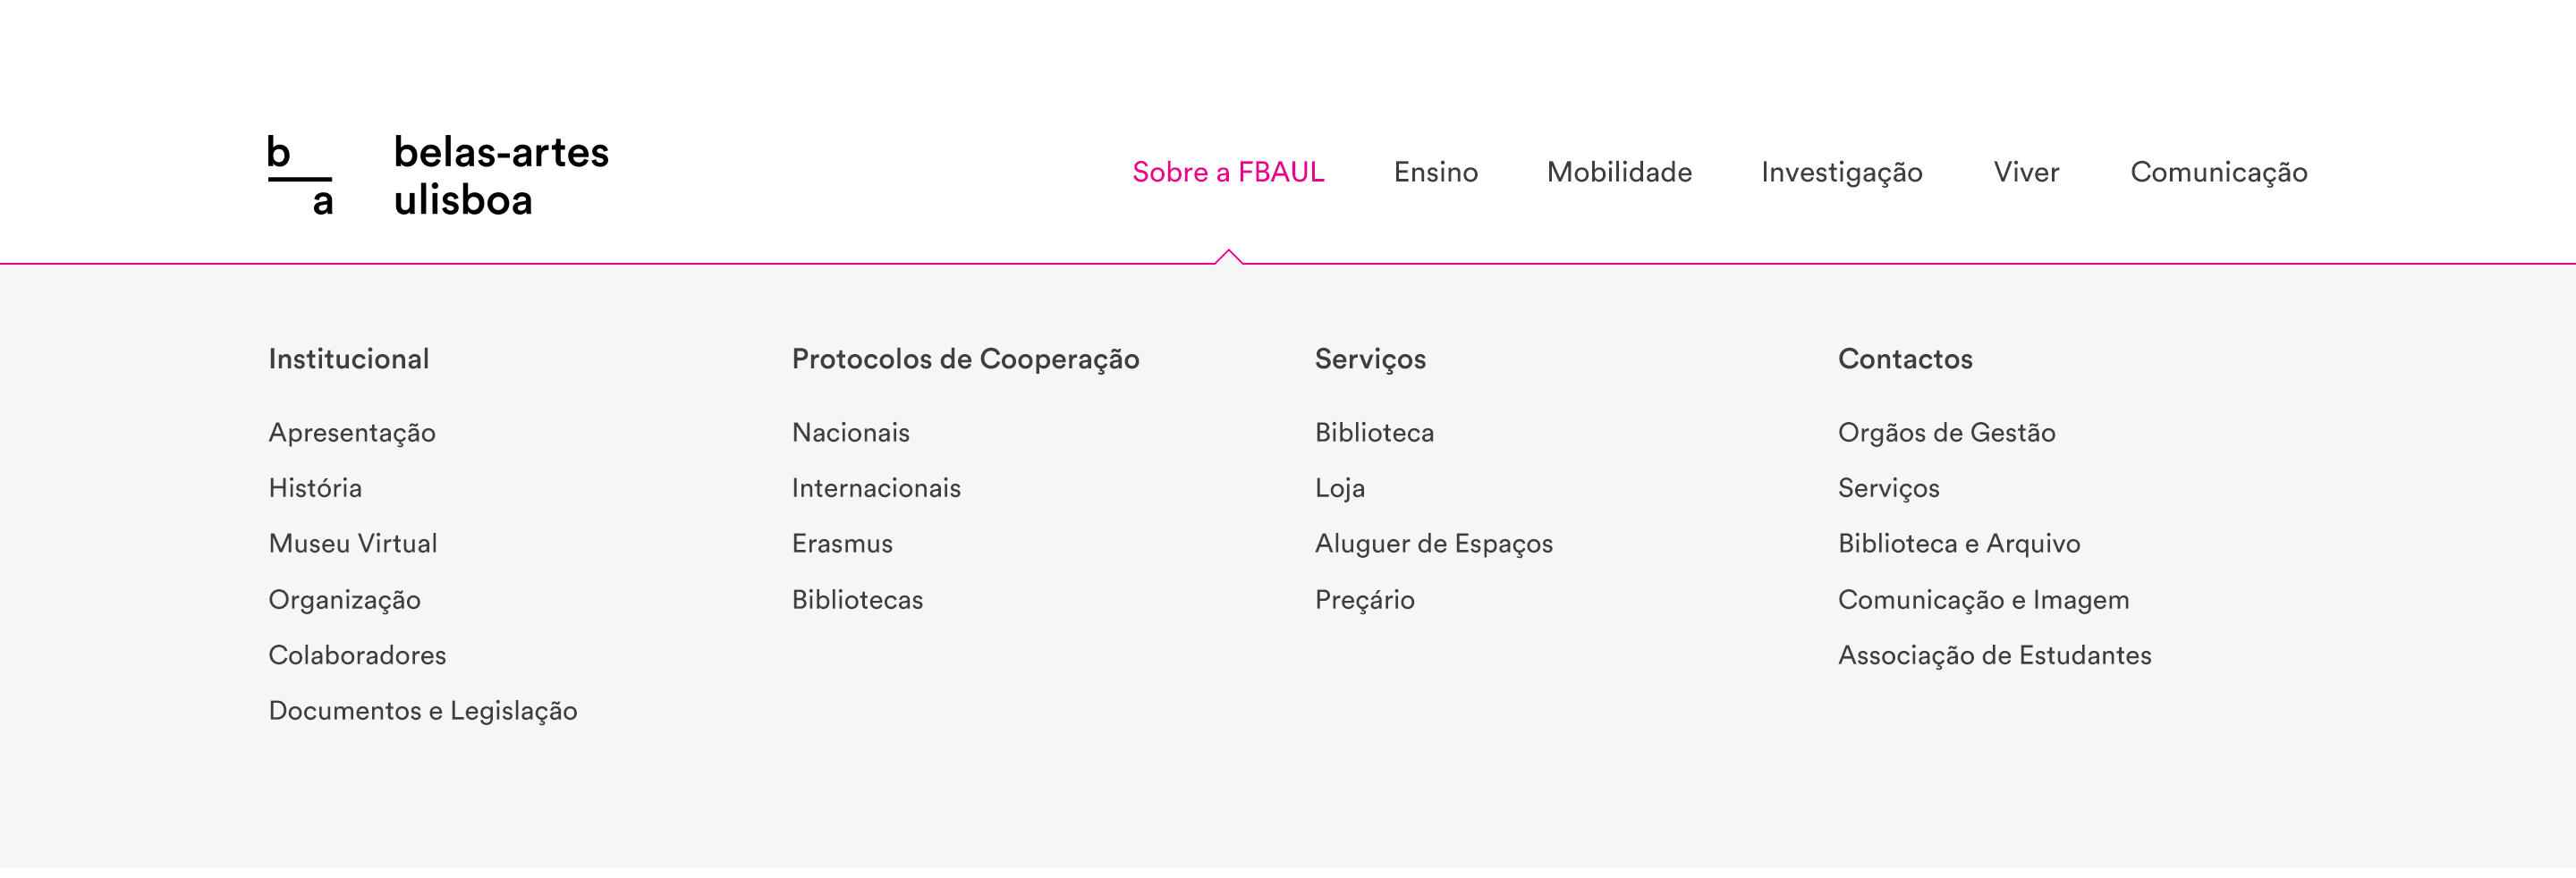 b
a
belas-artes
ulisboa
Sobre a FBAUL Ensino Mobilidade Investigação Viver Comunicação
Institucional
Apresentação
História
Museu Virtual
Organização
Colaboradores
Documentos e Legislação
Protocolos de Cooperação
Nacionais
Internacionais
Erasmus
Bibliotecas
Serviços
Biblioteca
Loja
Aluguer de Espaços
Preçário
Contactos
Orgãos de Gestão
Serviços
Biblioteca e Arquivo
Comunicação e Imagem
Associação de Estudantes